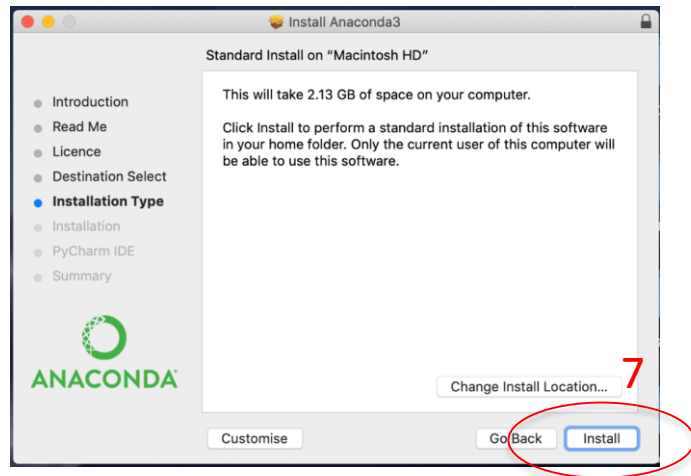 Install Anaconda3
Standard Install on “Macintosh HD”
Introduction
Read Me
Licence
Destination Select
Installation Type
Installation
PyCharm IDE
Summary
ANACONDA
This will take 2.13 GB of space on your computer.
Click Install to perform a standard installation of this software
in your home folder. Only the current user of this computer will
be able to use this software.
Change Install Location...
7
Customise
Go Back
Install